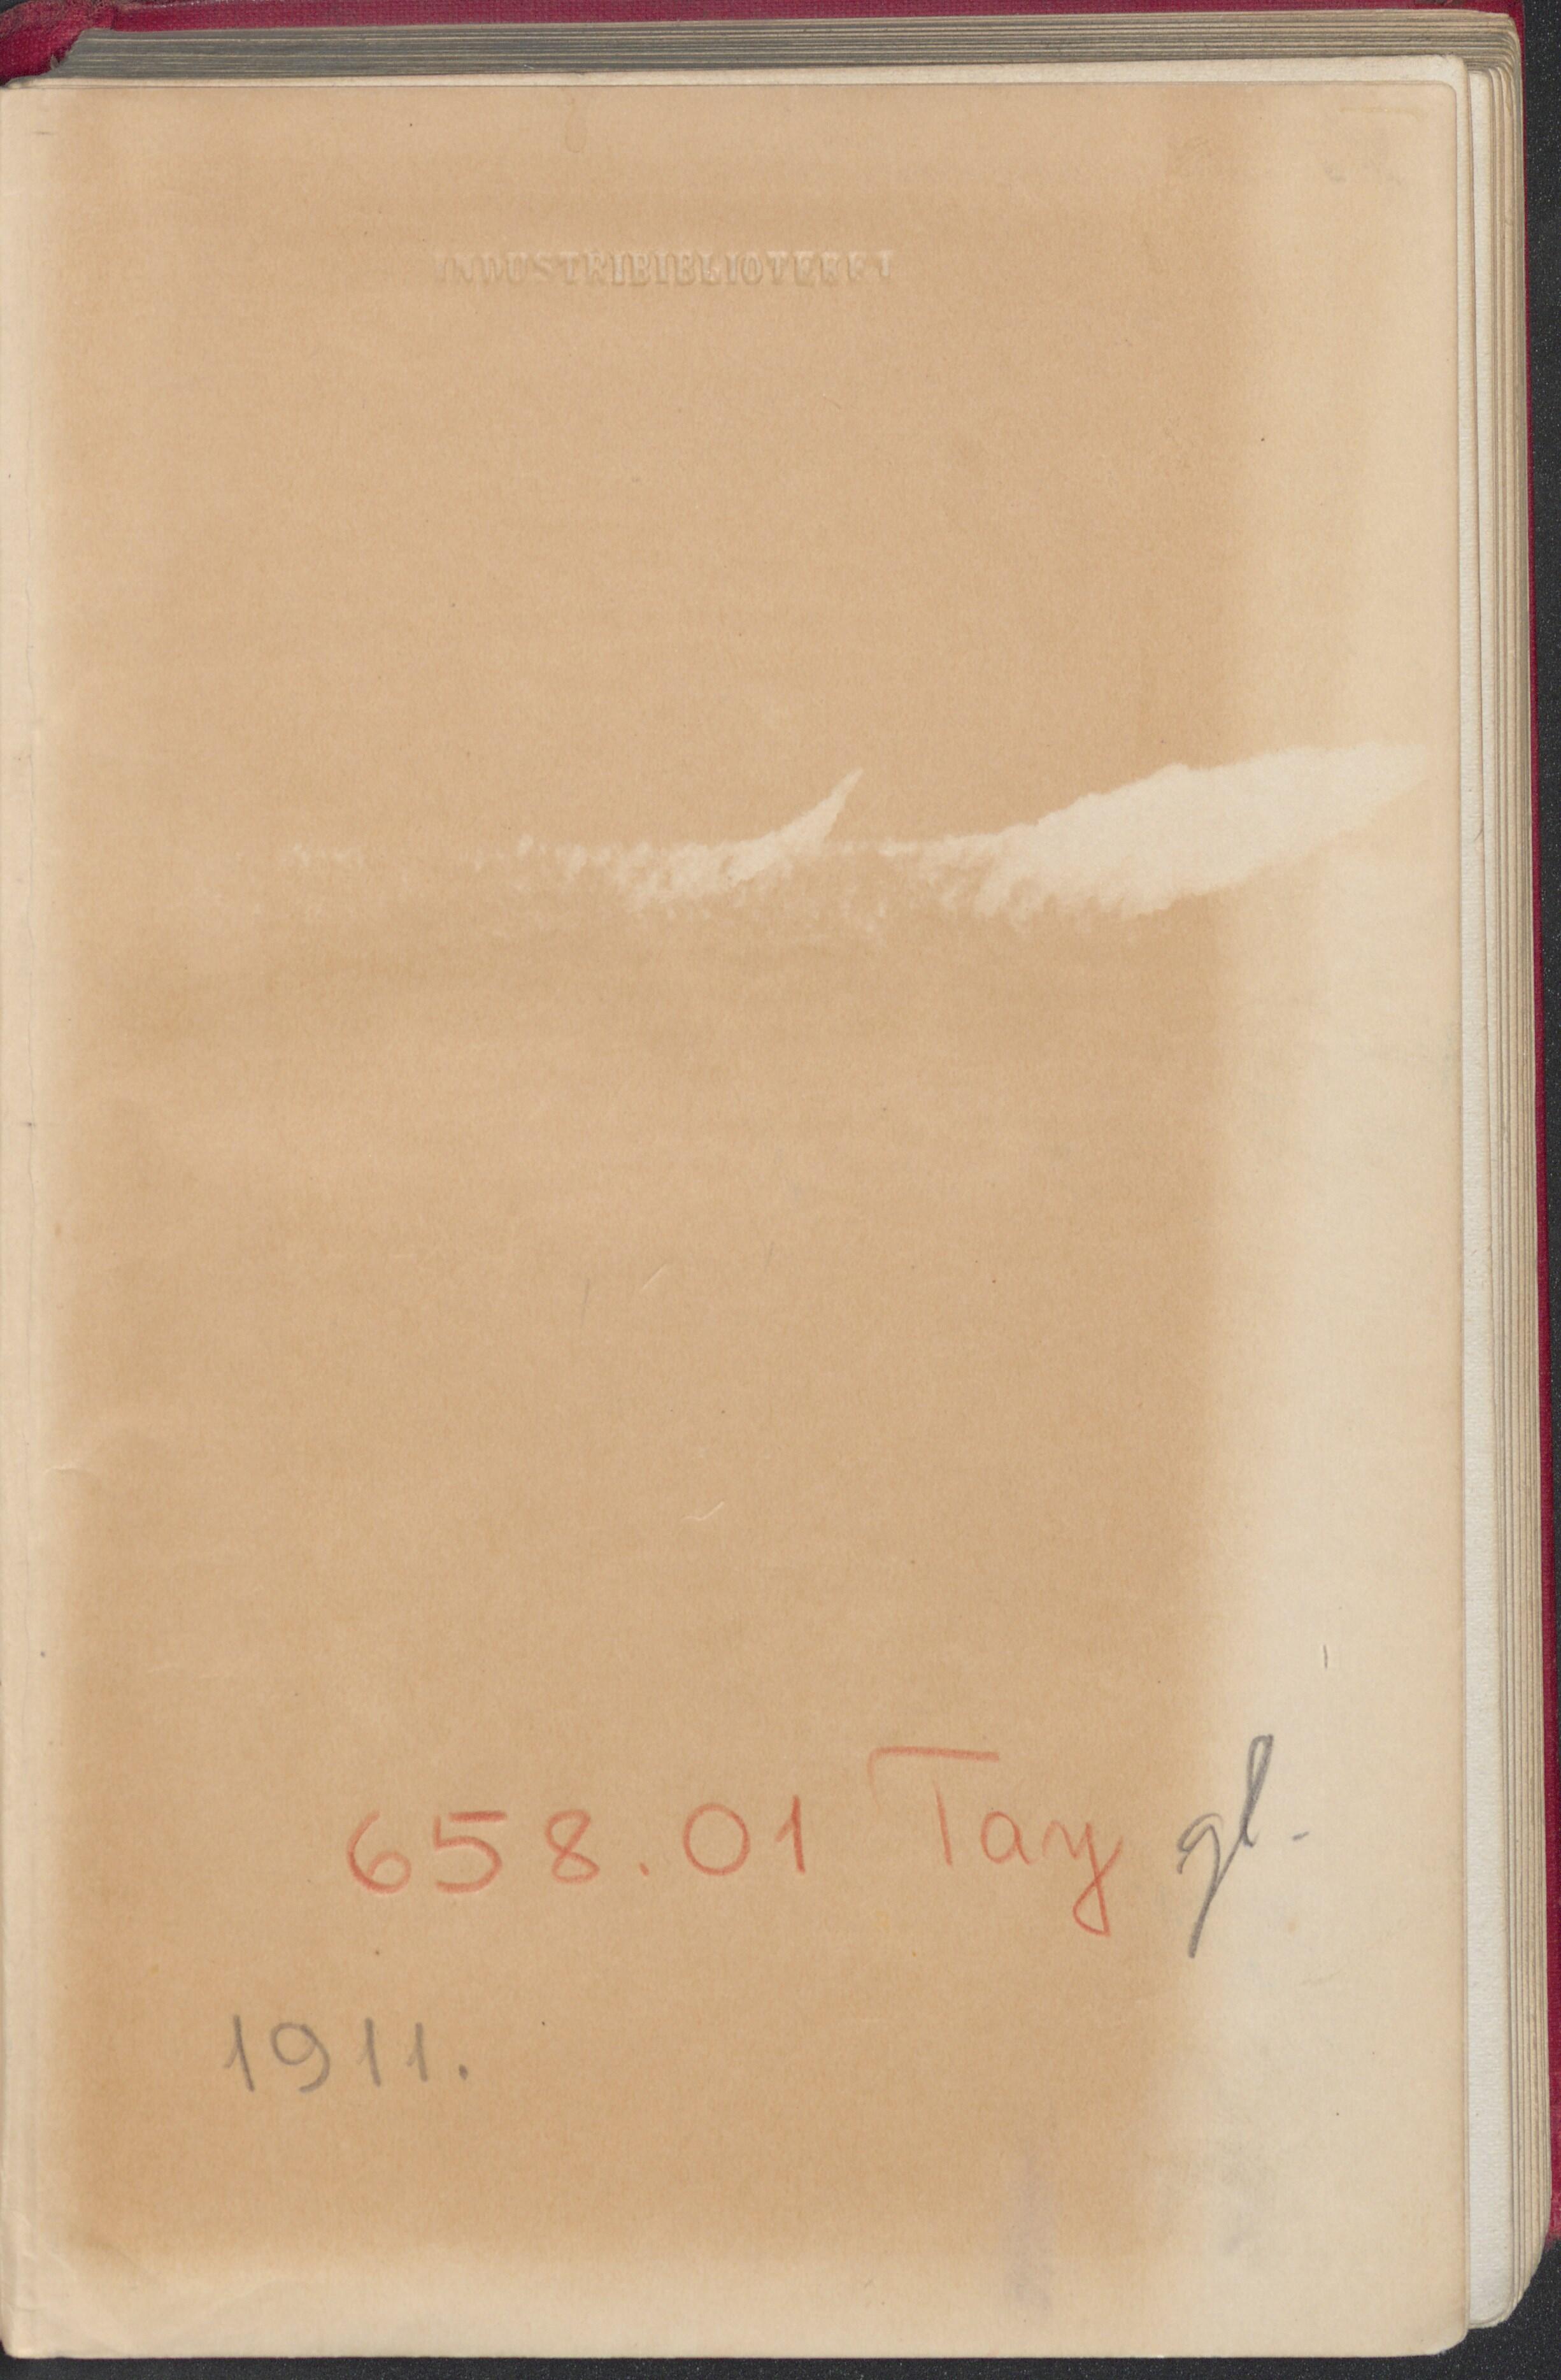 INDUSTRIBIBLIOTEKET
658.01 Tay gl.
1911.